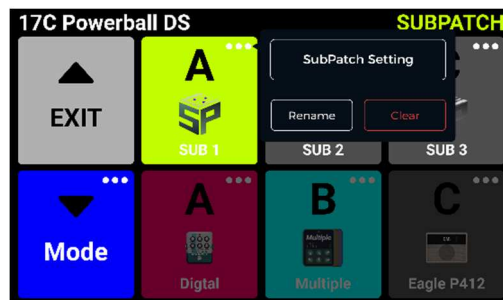 17C Powerball DS SUBPATCH
A
SubPatch Setting
EXIT
SP
Rename Clear
SUB 1 SUB 2 SUB 3
A B C
Multiple
Mode
Digtal Multiple Eagle P412